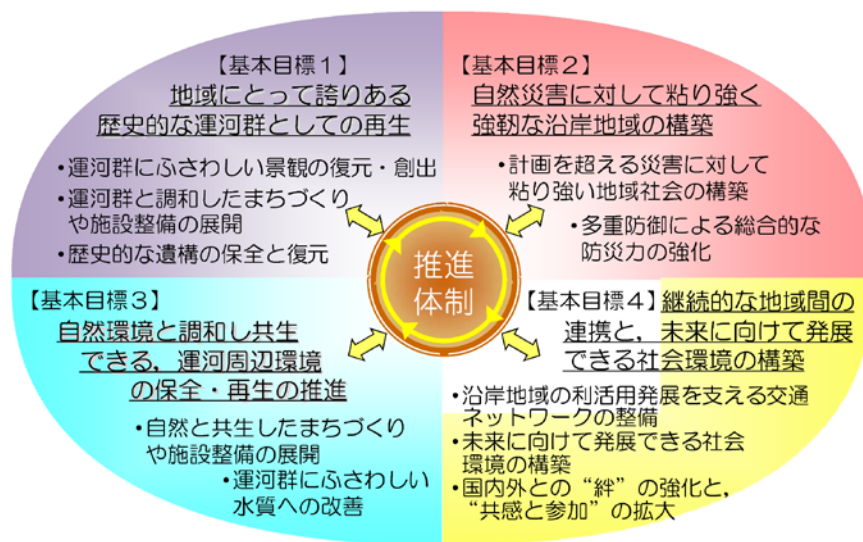 【基本目標1】
地域にとって誇りある
歴史的な運河群としての再生
・運河群にふさわしい景観の復元・創出
・運河群と調和したまちづくり
や施設整備の展開
・歴史的な遺構の保全と復元
【基本目標2】
自然災害に対して粘り強く
強靭な沿岸地域の構築
・計画を超える災害に対して
粘り強い地域社会の構築
・多重防御による総合的な
防災力の強化
推進
体制
【基本目標3】
自然環境と調和し共生
できる，運河周辺環境
の保全・再生の推進
・自然と共生したまちづくり
や施設整備の展開
・運河群にふさわしい
水質への改善
【基本目標4】継続的な地域間の
連携と，未来に向けて発展
できる社会環境の構築
・沿岸地域の利活用発展を支える交通
ネットワークの整備
・未来に向けて発展できる社会
環境の構築
・国内外との“絆”の強化と，
“共感と参加”の拡大